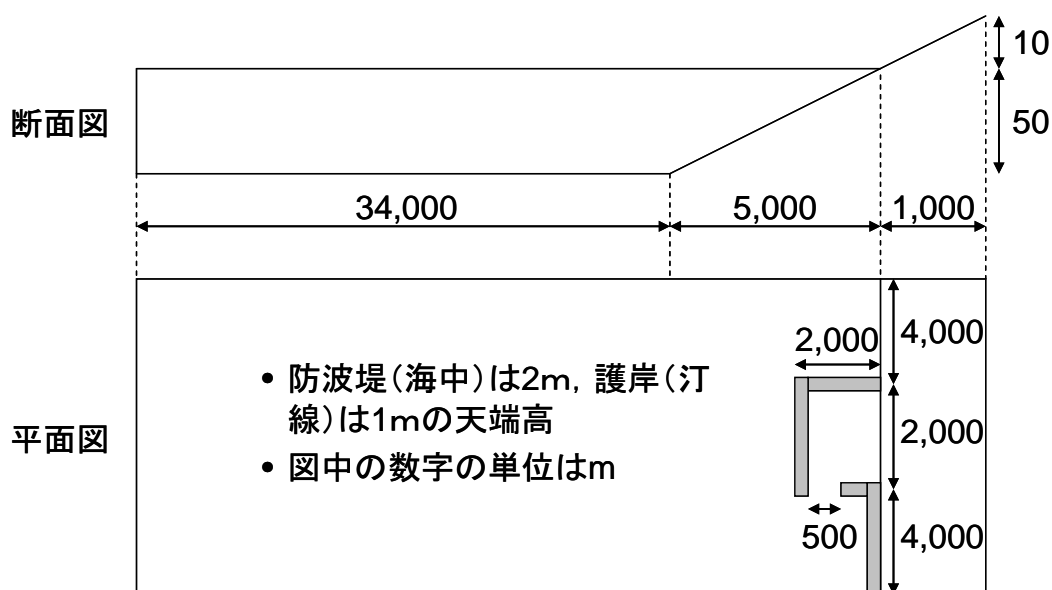 10
断面図
50
34,000
5,000
1,000
4,000
2,000
• 防波堤(海中)は2m, 護岸(汀
線)は1mの天端高
平面図
2,000
• 図中の数字の単位はm
500
4,000